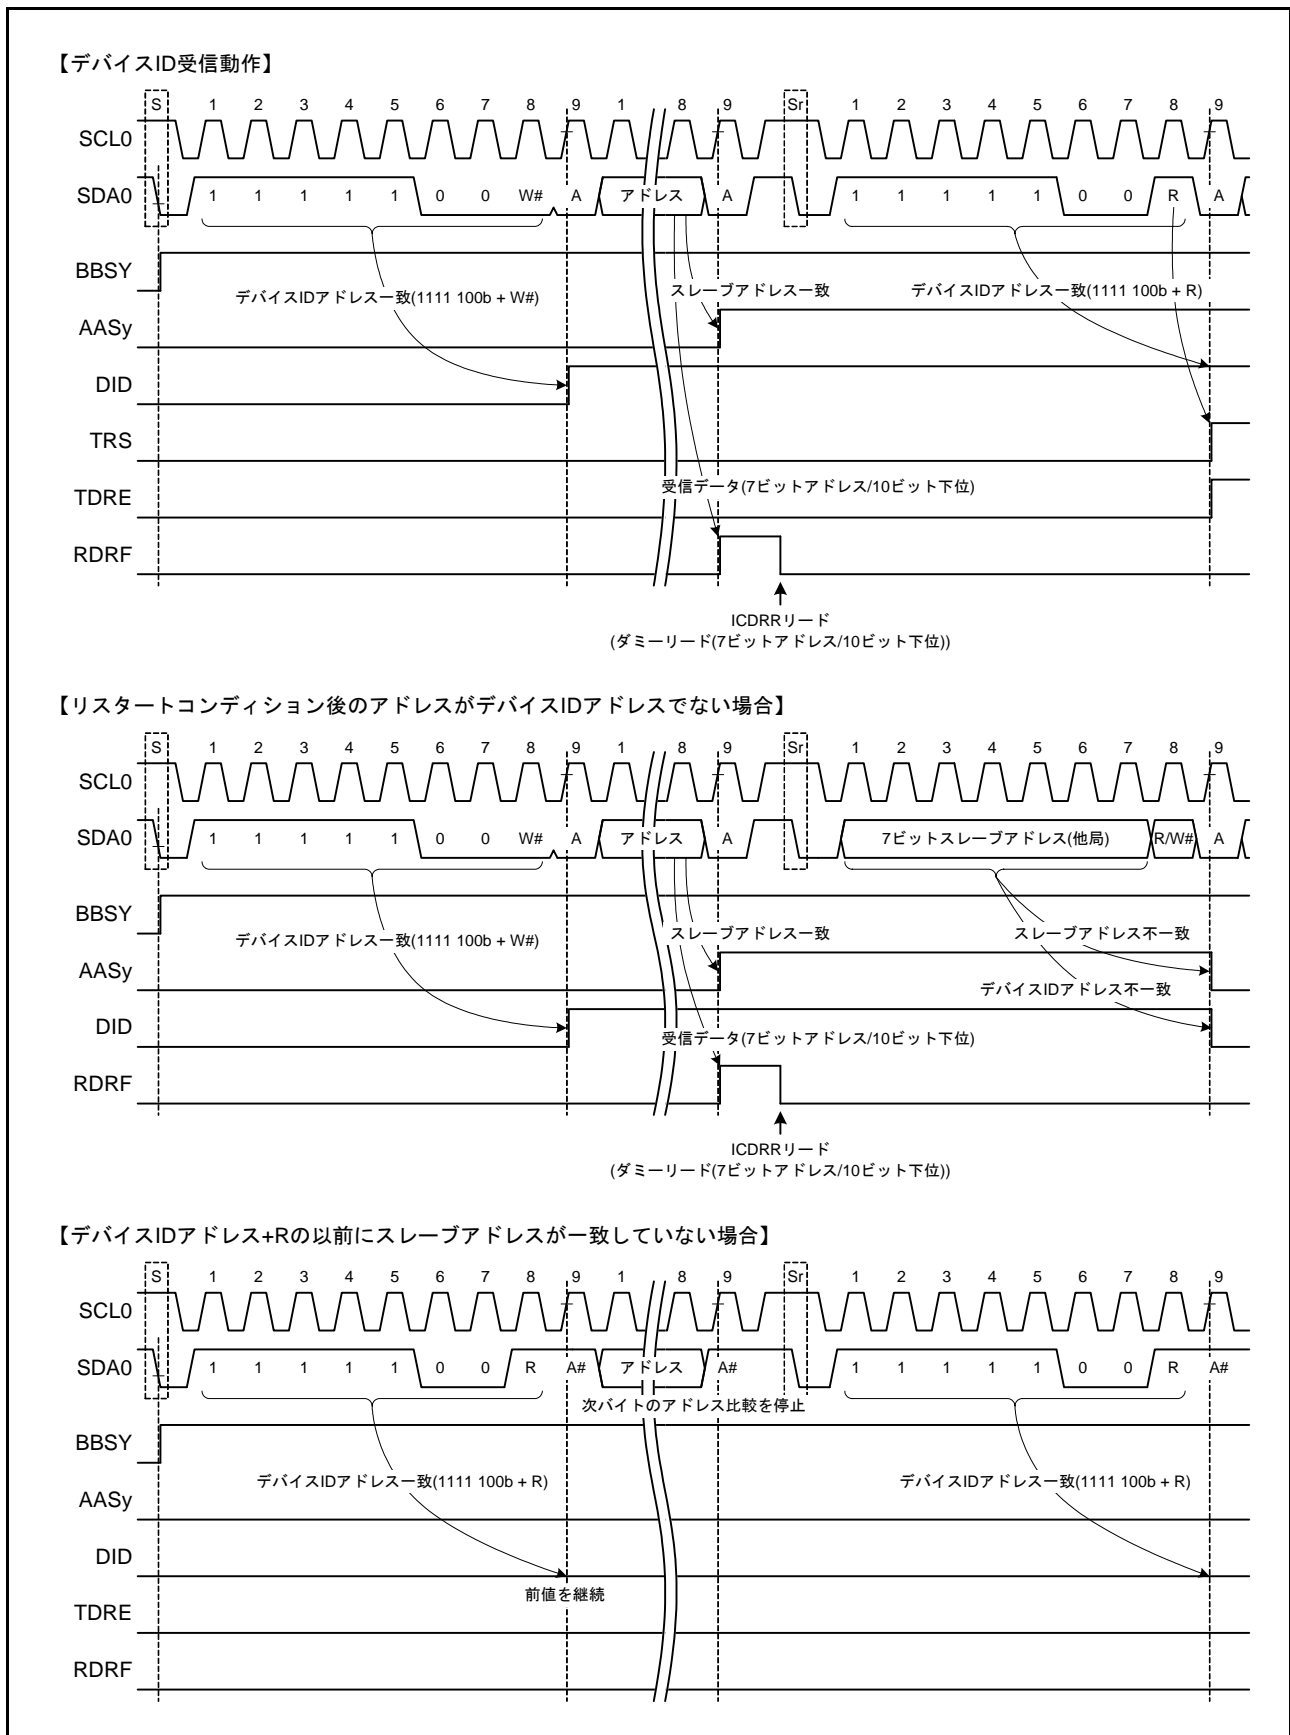 【デバイスID受信動作】
S 1 2 3 4 5 6 7 8 9 1 8 9 Sr 1 2 3 4 5 6 7 8 9
SCL0
SDA0 1 1 1 1 1 0 0 W# A アドレス A 1 1 1 1 1 0 0 R A
BBSY
デバイスIDアドレス一致(1111 100b + W#) スレーブアドレス一致 デバイスIDアドレス一致(1111 100b + R)
AASy
DID
TRS
受信データ(7ビットアドレス/10ビット下位)
TDRE
RDRF
ICDRRリード
(ダミーリード(7ビットアドレス/10ビット下位))
【リスタートコンディション後のアドレスがデバイスIDアドレスでない場合】
S 1 2 3 4 5 6 7 8 9 1 8 9 Sr 1 2 3 4 5 6 7 8 9
SCL0
SDA0 1 1 1 1 1 0 0 W# A アドレス A 7ビットスレーブアドレス(他局) R/W# A
BBSY
デバイスIDアドレス一致(1111 100b + W#) スレーブアドレス一致 スレーブアドレス不一致
AASy
デバイスIDアドレス不一致
DID
受信データ(7ビットアドレス/10ビット下位)
RDRF
ICDRRリード
(ダミーリード(7ビットアドレス/10ビット下位))
【デバイスIDアドレス+Rの以前にスレーブアドレスが一致していない場合】
S 1 2 3 4 5 6 7 8 9 1 8 9 Sr 1 2 3 4 5 6 7 8 9
SCL0
SDA0 1 1 1 1 1 0 0 R A# アドレス A# 1 1 1 1 1 0 0 R A#
次バイトのアドレス比較を停止
BBSY
デバイスIDアドレス一致(1111 100b + R) デバイスIDアドレス一致(1111 100b + R)
AASy
DID
前値を継続
TDRE
RDRF